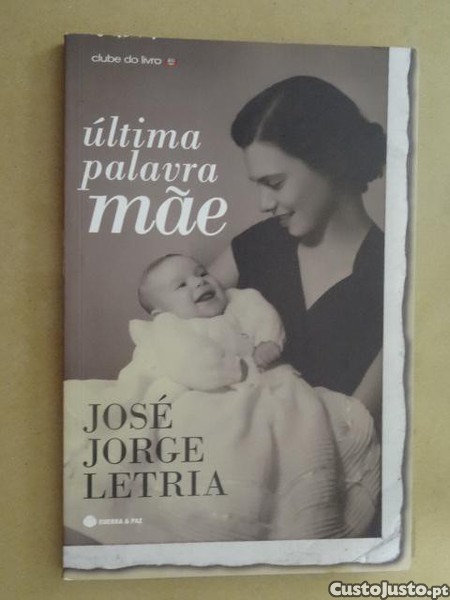 clube do livro
última
palavra
mãe
JOSÉ
JORGE
LETRIA
GUERRA & PAZ
CustoJusto.pt